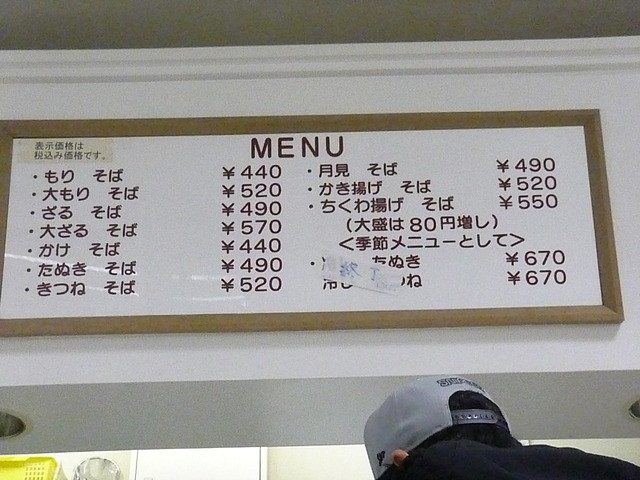 表示価格は
税込み価格です。
MENU
・もり そば ￥440
・大もり そば ￥520
・ざる そば ￥490
・大ざる そば ￥570
・かけ そば ￥440
・たぬき そば ￥490
・きつね そば ￥520
・月見 そば ￥490
・かき揚げ そば ￥520
・ちくわ揚げ そば ￥550
（大盛は80円増し）
＜季節メニューとして＞
・ たぬき ￥670
冷し ね ￥670